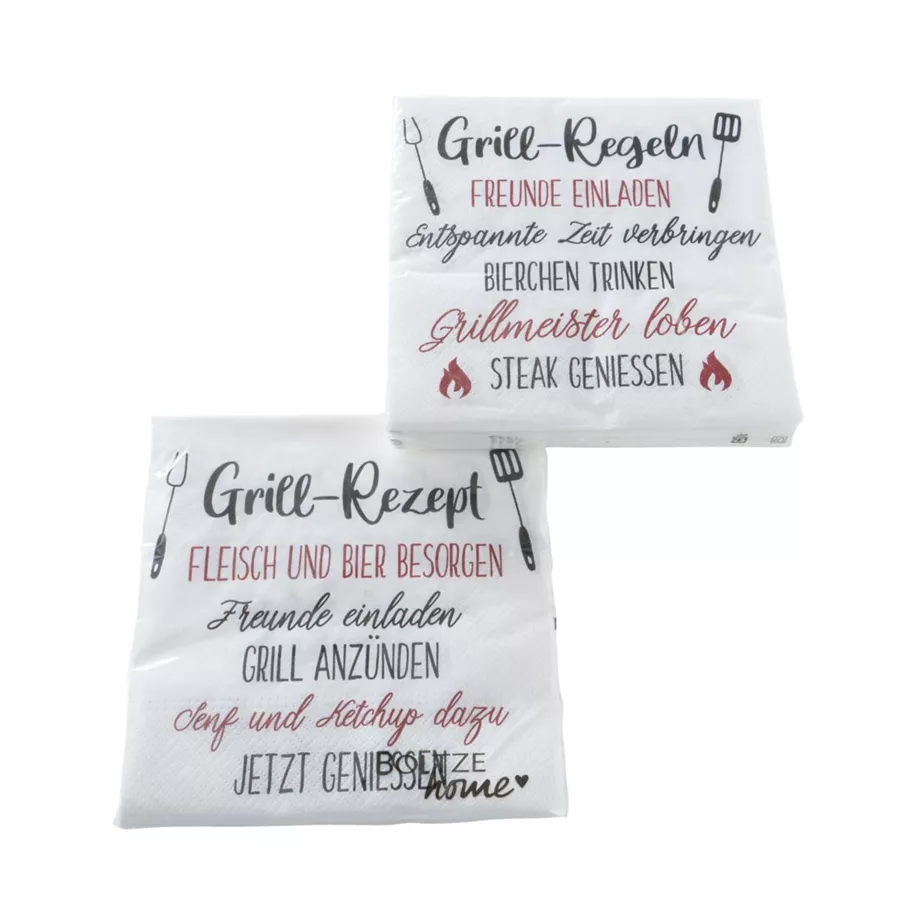 Grill-Regeln
FREUNDE EINLADEN
Entspannte Zeit verbringen
BIERCHEN TRINKEN
Grillmeister loben
STEAK GENIESSEN
Grill-Rezept
FLEISCH UND BIER BESORGEN
Freunde einladen
GRILL ANZÜNDEN
Senf und Ketchup dazu
JETZT GENIESSEN
BOLTZE
home